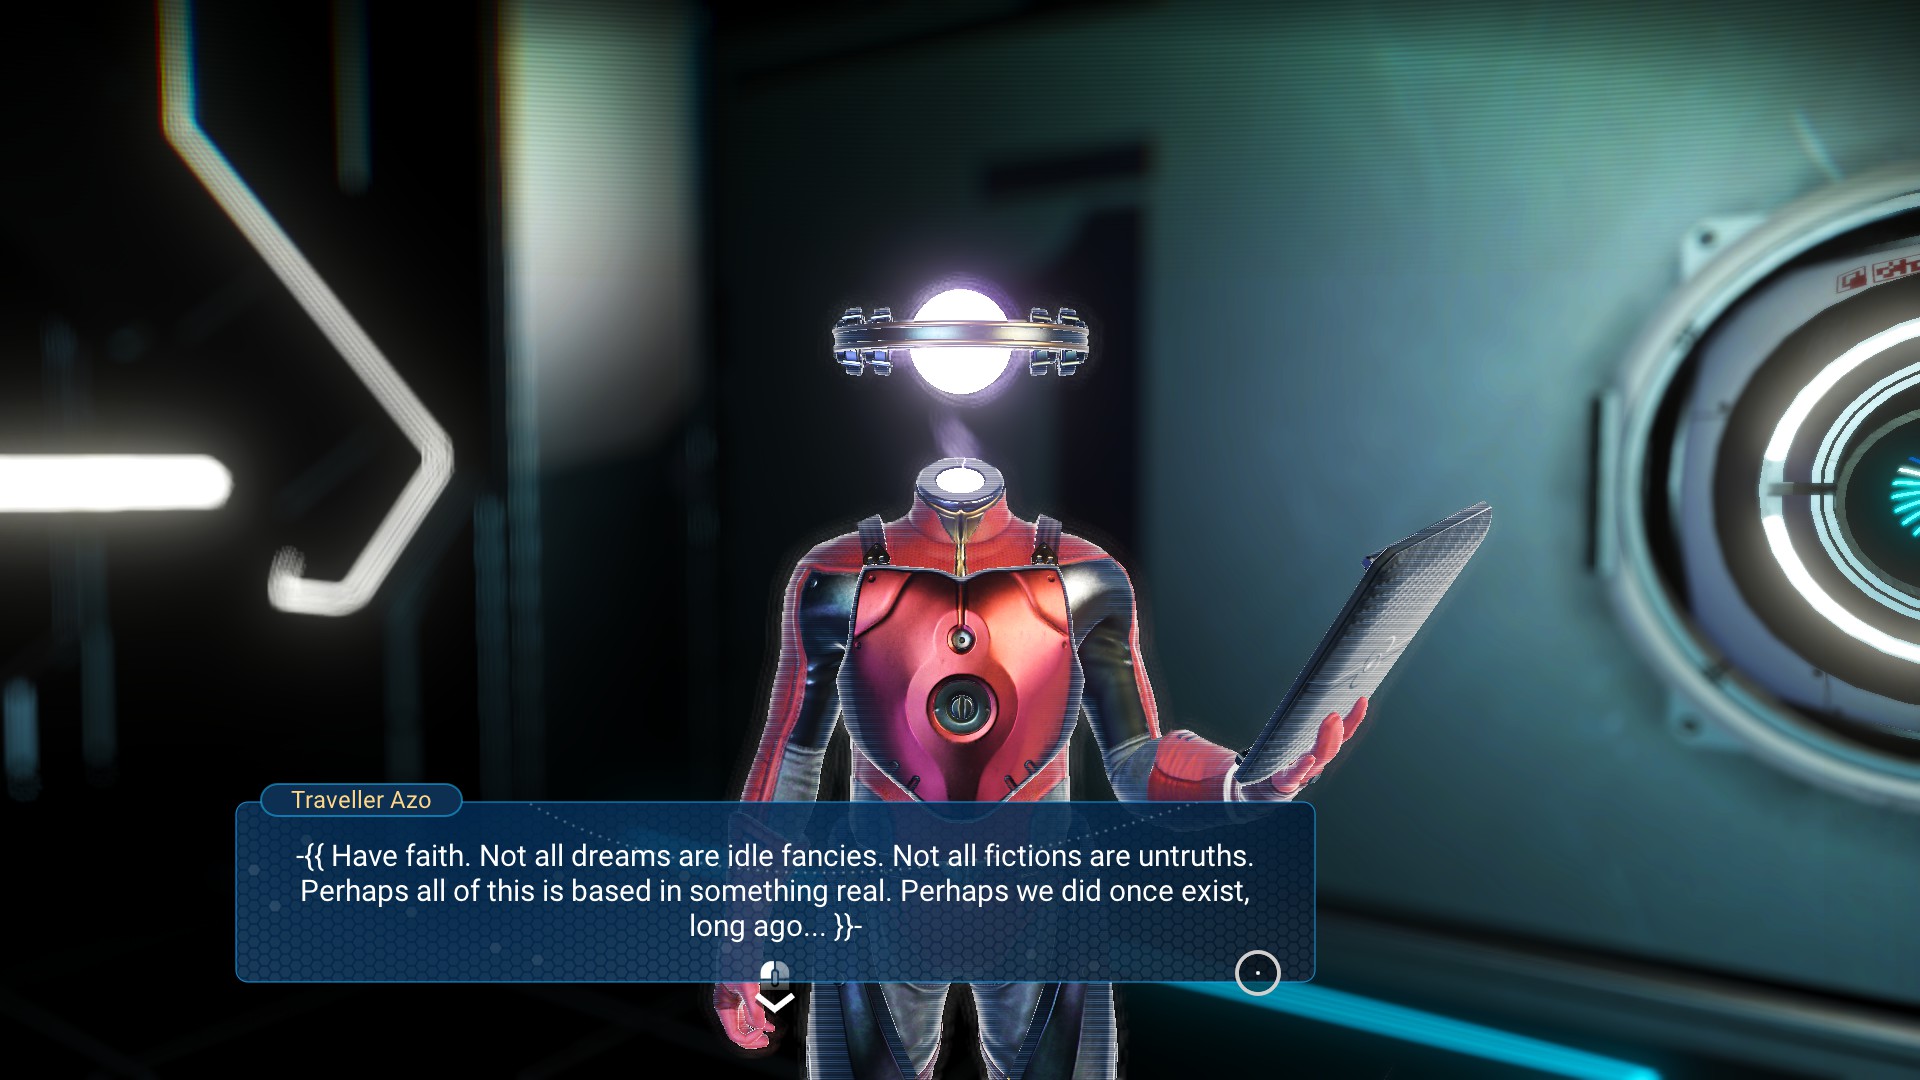 Traveller Azo
-{{ Have faith. Not all dreams are idle fancies. Not all fictions are untruths.
Perhaps all of this is based in something real. Perhaps we did once exist,
long ago... }}-